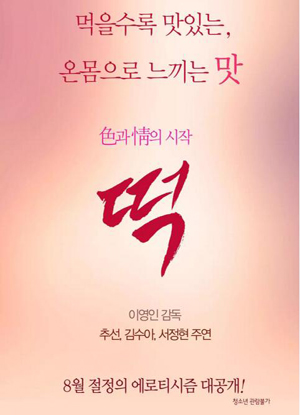 먹을수록 맛있는,
온몸으로 느끼는 맛
色과 情의 시작
떡
이영인 감독
추선, 김수아, 서정현 주연
8월 절정의 에로티시즘 대공개!
청소년 관람불가